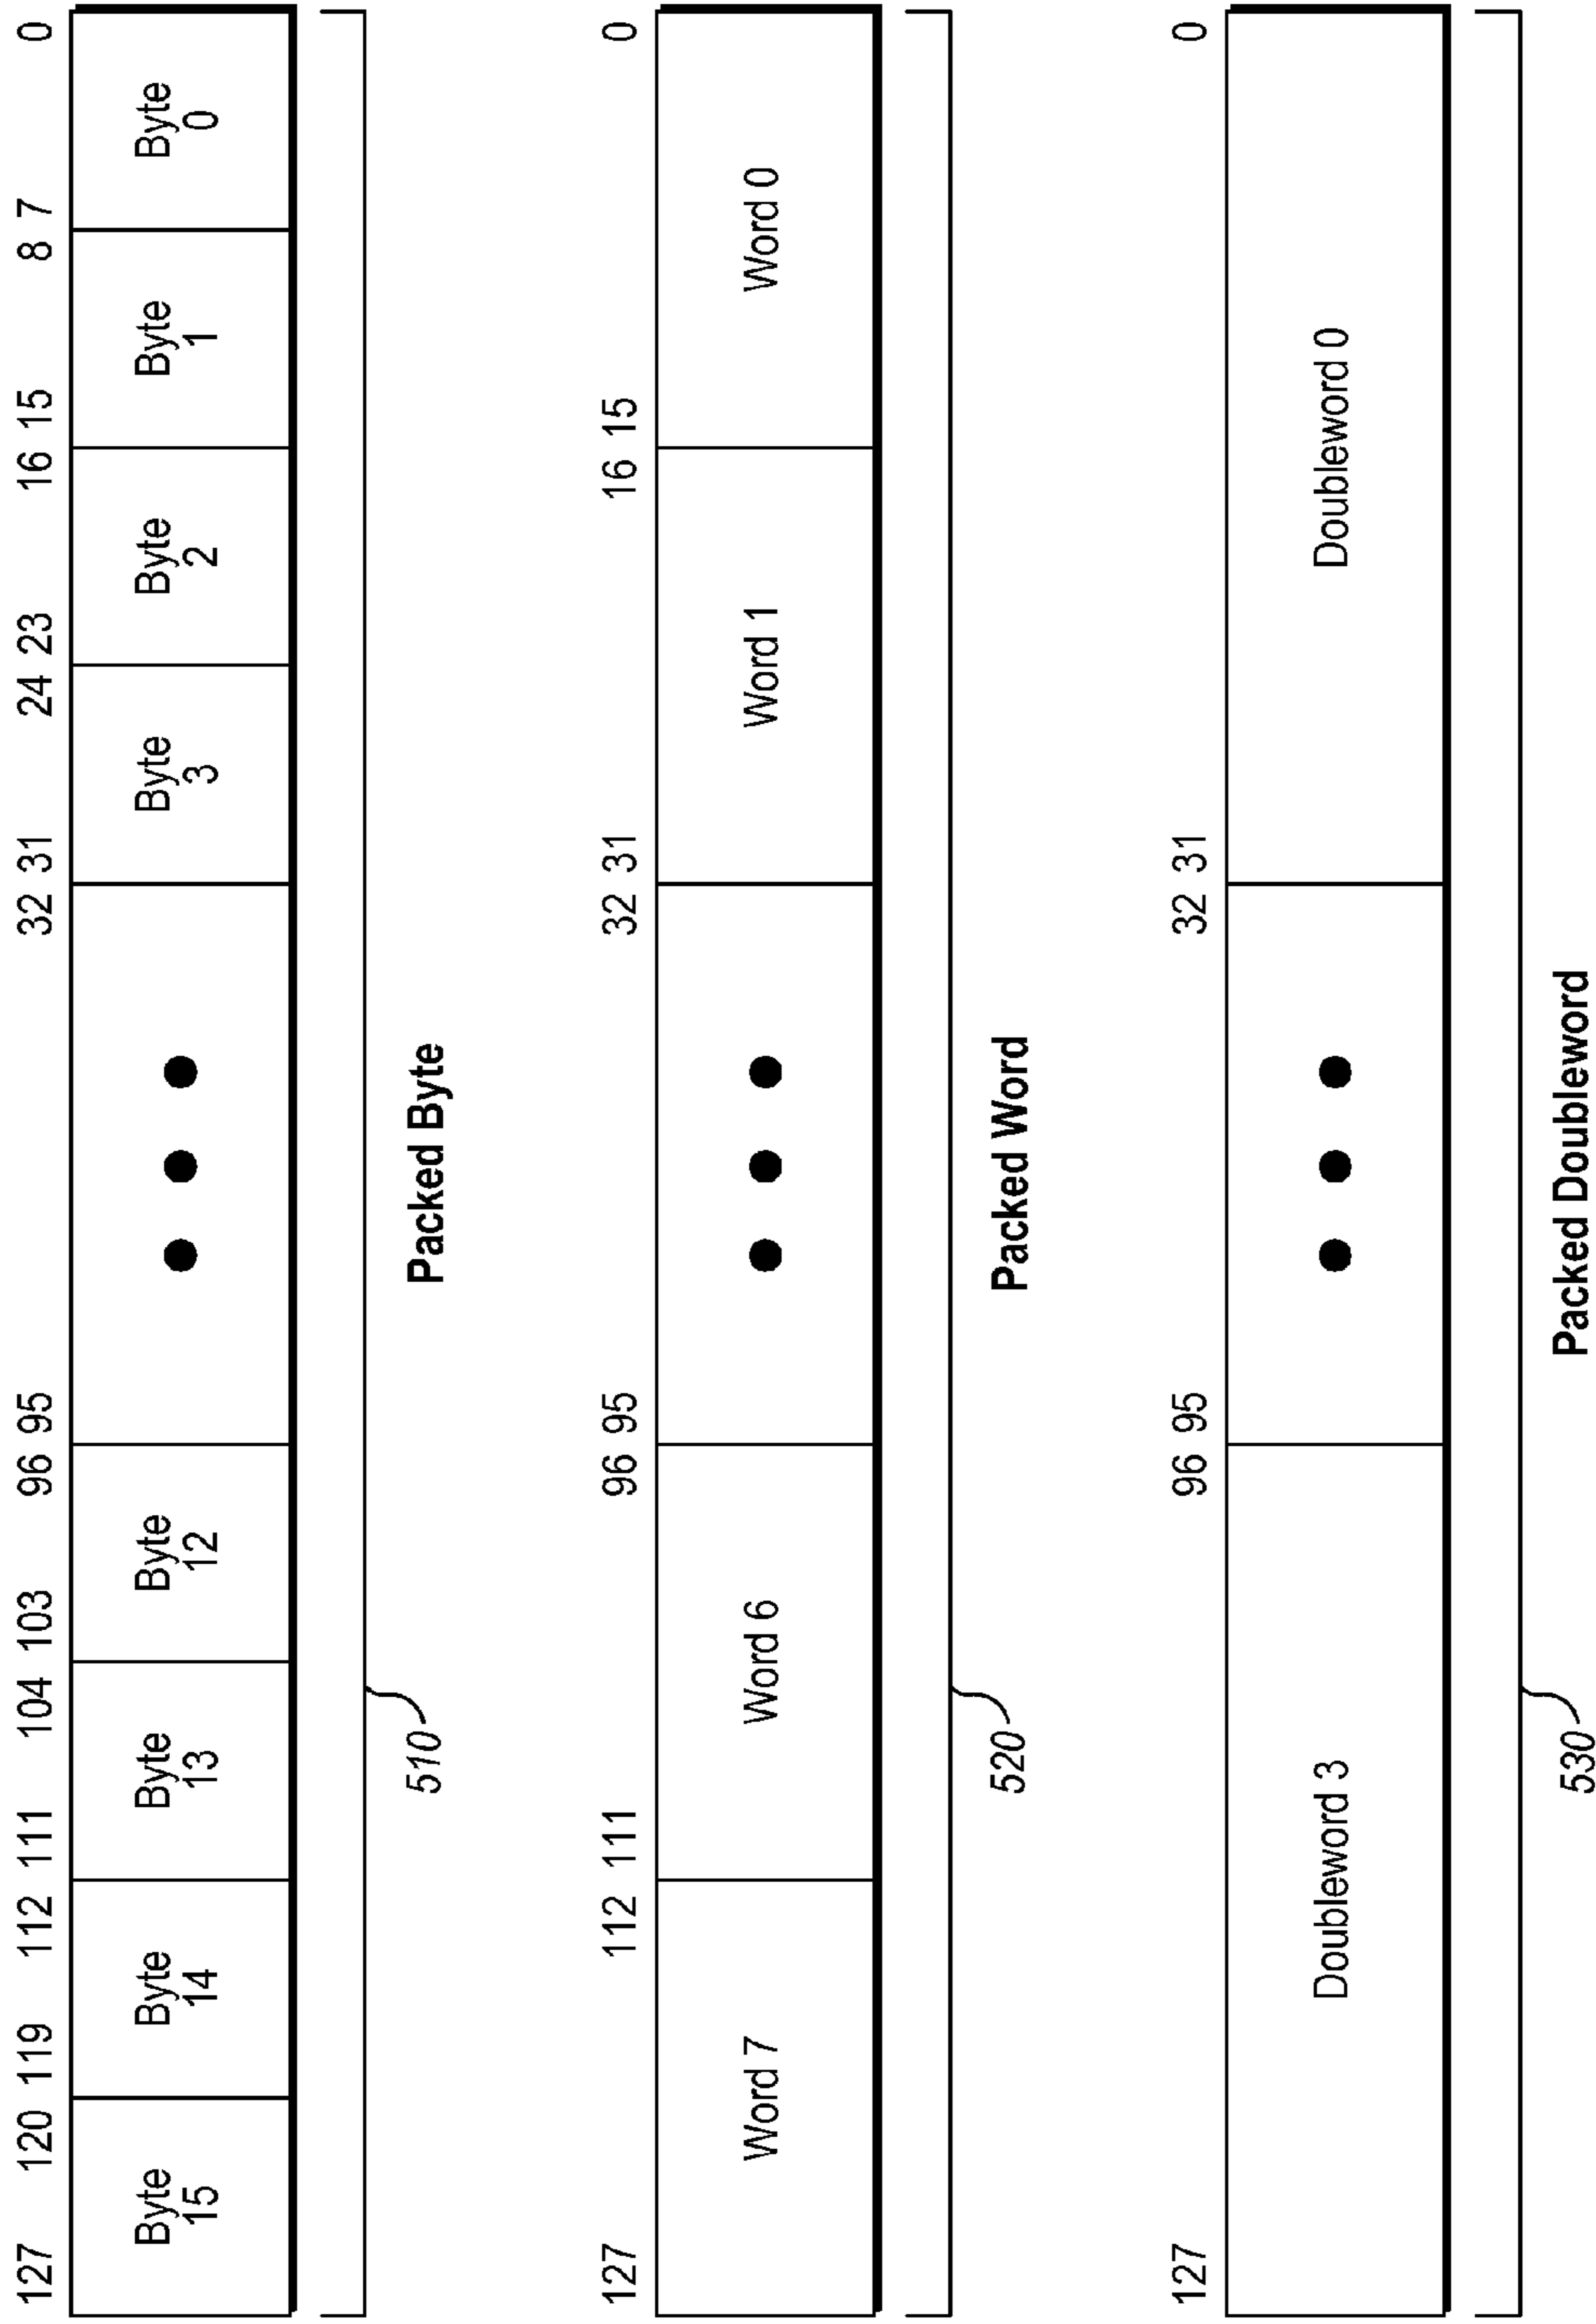 127 120 119 112 111 104 103 96 95 32 31 24 23 16 15 8 7 0
Byte Byte Byte Byte Byte Byte Byte Byte
15 14 13 12 3 2 1 0
510
Packed Byte
127 112 111 96 95 32 31 16 15 0
Word 7 Word 6 Word 1 Word 0
520
Packed Word
127 96 95 32 31 0
Doubleword 3 Doubleword 0
530
Packed Doubleword